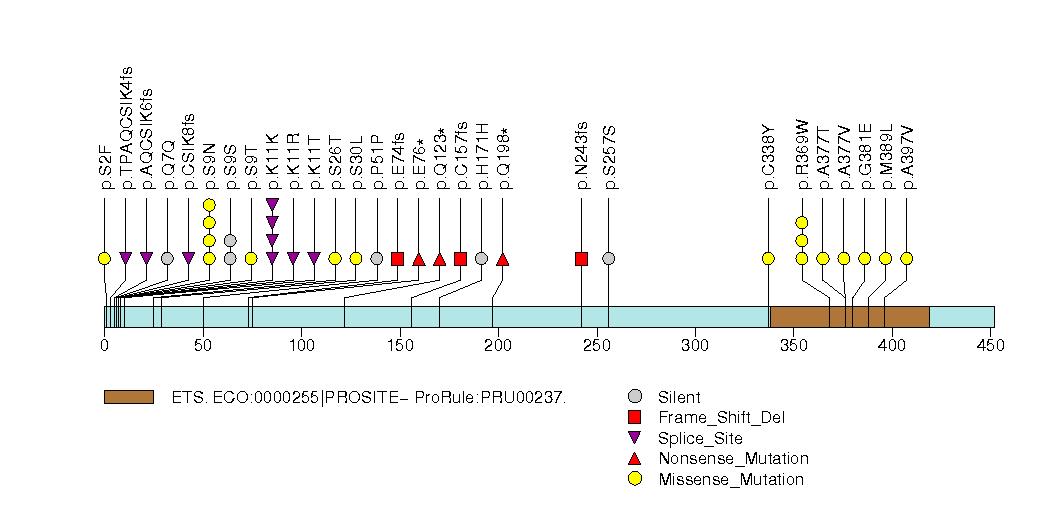 p.S2F
p.TPAQCSIK4fs
p.AQCSIK6fs
p.Q7Q
p.CSIK8fs
p.S9N
p.S9S
p.S9T
p.K11K
p.K11R
p.K11T
p.S26T
p.S30L
p.P51P
p.E74fs
p.E76*
p.Q123*
p.C157fs
p.H171H
p.Q198*
p.N243fs
p.S257S
p.C338Y
p.R369W
p.A377T
p.A377V
p.G381E
p.M389L
p.A397V
0 50 100 150 200 250 300 350 400 450
ETS. ECO:0000255|PROSITE- ProRule:PRU00237.
Silent
Frame_Shift_Del
Splice_Site
Nonsense_Mutation
Missense_Mutation